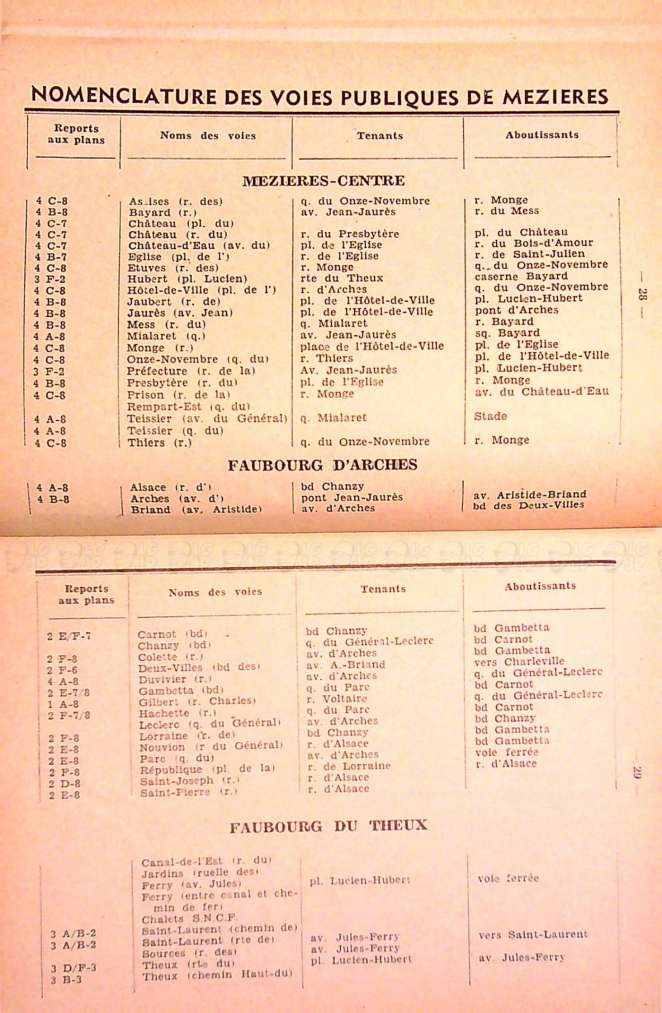 NOMENCLATURE DES VOIES PUBLIQUES DE MEZIERES
Reports aux plans | Noms des voies | Tenants | Aboutissants
MEZIERES-CENTRE
4 C-8 | Assises (r. des) | q. du Onze-Novembre | r. Monge
4 B-8 | Bayard (r.) | av. Jean-Jaurès | r. du Mess
4 C-7 | Château (pl. du)
4 C-7 | Château (r. du) | r. du Presbytère | pl. du Château
4 C-7 | Château-d'Eau (av. du) | pl. de l'Eglise | r. du Bois-d'Amour
4 B-7 | Eglise (pl. de l') | r. de l'Eglise | r. de Saint-Julien
4 C-8 | Etuves (r. des) | r. Monge | q. du Onze-Novembre
3 F-2 | Hubert (pl. Lucien) | rte du Theux | caserne Bayard
4 C-8 | Hôtel-de-Ville (pl. de l') | r. d'Arches | q. du Onze-Novembre
4 B-8 | Jaubert (r. de) | pl. de l'Hôtel-de-Ville | pl. Lucien-Hubert
4 B-8 | Jaurès (av. Jean) | pl. de l'Hôtel-de-Ville | pont d'Arches
4 B-8 | Mess (r. du) | q. Mialaret | r. Bayard
4 A-8 | Mialaret (q.) | av. Jean-Jaurès | sq. Bayard
4 C-8 | Monge (r.) | place de l'Hôtel-de-Ville | pl. de l'Eglise
4 C-8 | Onze-Novembre (q. du) | r. Thiers | pl. de l'Hôtel-de-Ville
3 F-2 | Préfecture (r. de la) | Av. Jean-Jaurès | pl. Lucien-Hubert
4 B-8 | Presbytère (r. du) | pl. de l'Eglise | r. Monge
4 C-8 | Prison (r. de la) | r. Monge | av. du Château-d'Eau
Rempart-Est (q. du)
4 A-8 | Teissier (av. du Général) | q. Mialaret | Stade
4 A-8 | Teissier (q. du)
4 C-8 | Thiers (r.) | q. du Onze-Novembre | r. Monge
FAUBOURG D'ARCHES
4 A-8 | Alsace (r. d') | bd Chanzy
4 B-8 | Arches (av. d') | pont Jean-Jaurès | av. Aristide-Briand
Briand (av. Aristide) | av. d'Arches | bd des Deux-Villes
— 28 —
Reports aux plans | Noms des voies | Tenants | Aboutissants
2 E/F-7 | Carnot (bd) | bd Chanzy | bd Gambetta
Chanzy (bd) | q. du Général-Leclerc | bd Carnot
2 F-8 | Colette (r.) | av. d'Arches | bd Gambetta
2 F-6 | Deux-Villes (bd des) | av. A.-Briand | vers Charleville
4 A-8 | Duvivier (r.) | av. d'Arches | q. du Général-Leclerc
2 E-7/8 | Gambetta (bd) | q. du Parc | bd Carnot
1 A-8 | Gilbert (r. Charles) | r. Voltaire | q. du Général-Leclerc
2 F-7/8 | Hachette (r.) | q. du Parc | bd Carnot
Leclerc (q. du Général) | av. d'Arches | bd Chanzy
2 F-8 | Lorraine (r. de) | bd Chanzy | bd Gambetta
2 E-8 | Nouvion (r du Général) | r. d'Alsace | bd Gambetta
2 E-8 | Parc (q. du) | av. d'Arches | voie ferrée
2 F-8 | République (pl. de la) | r. de Lorraine | r. d'Alsace
2 D-8 | Saint-Joseph (r.) | r. d'Alsace
2 E-8 | Saint-Pierre (r.) | r. d'Alsace
— 29 —
FAUBOURG DU THEUX
Canal-de-l'Est (r. du)
Jardins (ruelle des)
Ferry (av. Jules) | pl. Lucien-Hubert | voie ferrée
Ferry (entre canal et che-
min de fer)
Chalets S.N.C.F.
3 A/B-2 | Saint-Laurent (chemin de)
3 A/B-2 | Saint-Laurent (rte de) | av. Jules-Ferry | vers Saint-Laurent
Sources (r. des) | av. Jules-Ferry
3 D/F-3 | Theux (rte du) | pl. Lucien-Hubert | av. Jules-Ferry
3 B-3 | Theux (chemin Haut-du)